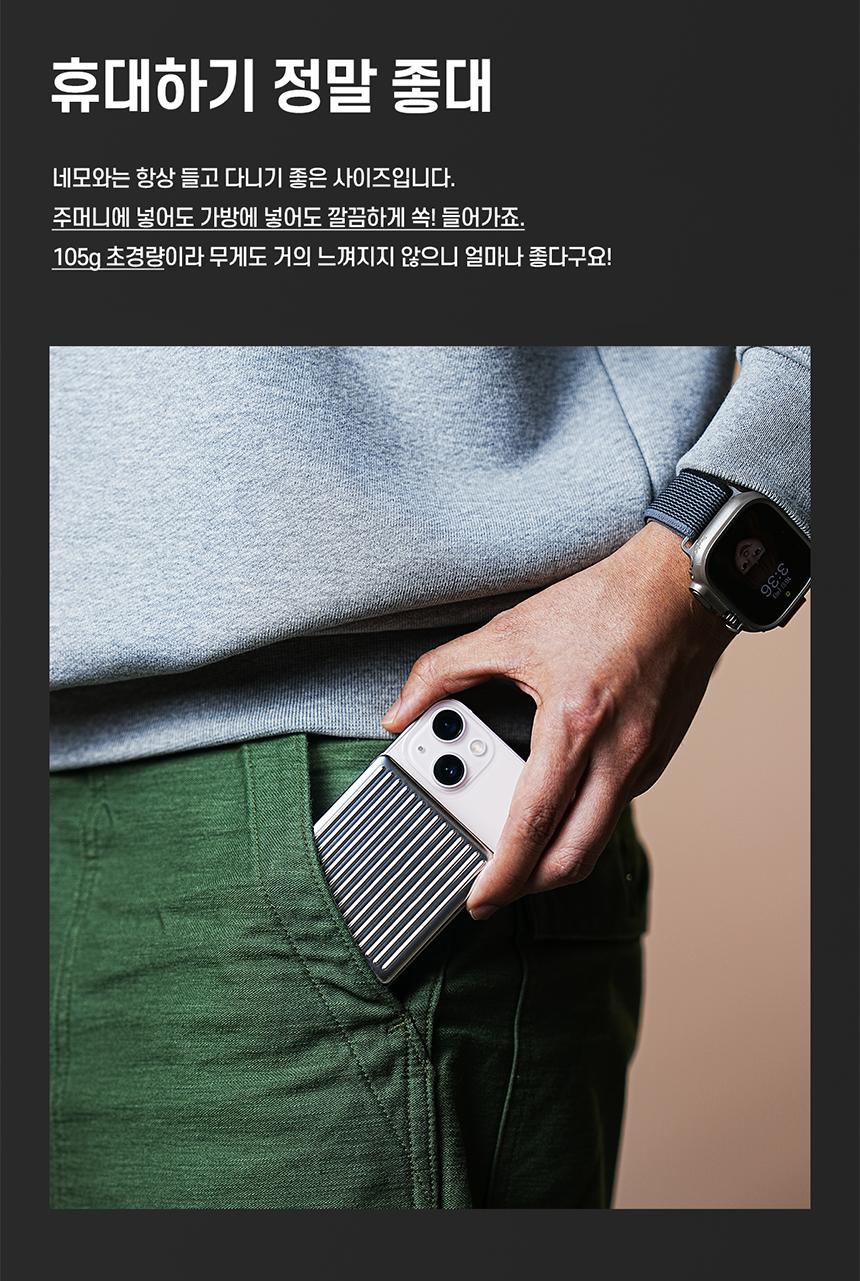 휴대하기 정말 좋대
네모와는 항상 들고 다니기 좋은 사이즈입니다.
주머니에 넣어도 가방에 넣어도 깔끔하게 쏙! 들어가죠.
105g 초경량이라 무게도 거의 느껴지지 않으니 얼마나 좋다구요!
3:36